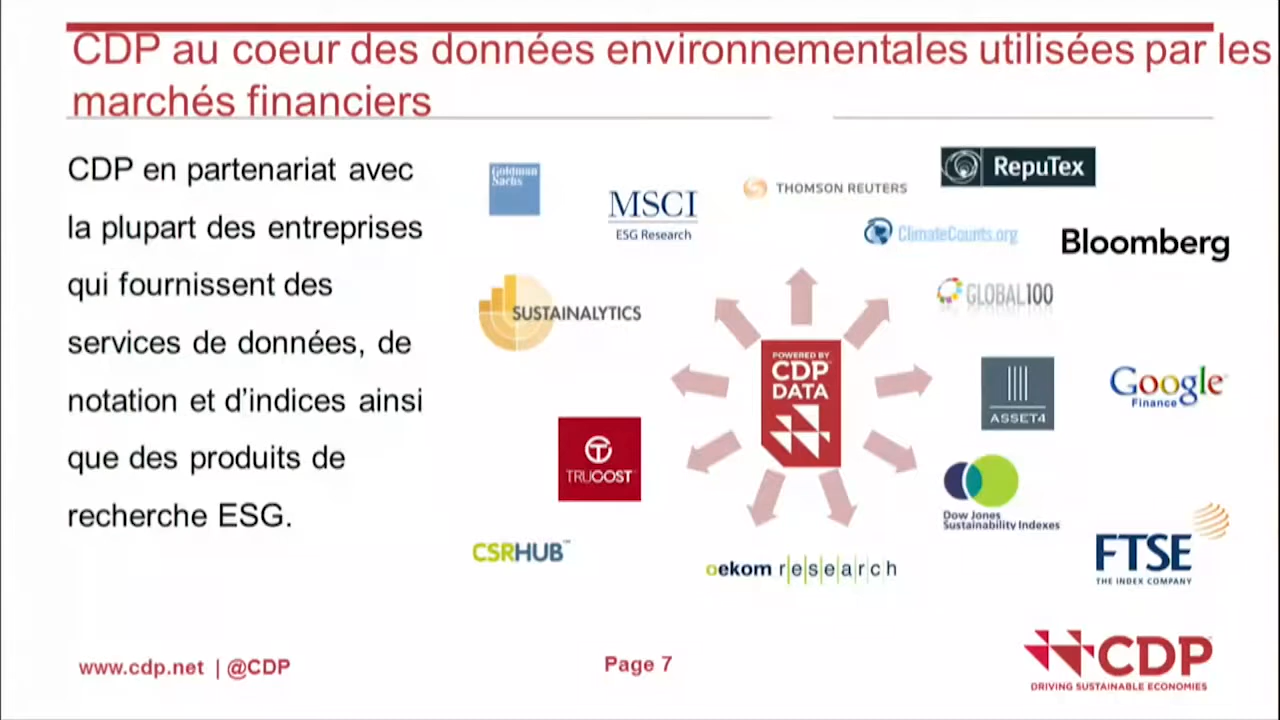 CDP au coeur des données environnementales utilisées par les
marchés financiers
CDP en partenariat avec
la plupart des entreprises
qui fournissent des
services de données, de
notation et d’indices ainsi
que des produits de
recherche ESG.
Goldman
Sachs
MSCI
ESG Research
THOMSON REUTERS
RepuTex
ClimateCounts.org
Bloomberg
SUSTAINALYTICS
GLOBAL100
POWERED BY
CDP
DATA
ASSET4
Google
Finance
TRUCOST
Dow Jones
Sustainability Indexes
CSRHUB™
oekom research
FTSE
THE INDEX COMPANY
www.cdp.net | @CDP
Page 7
CDP
DRIVING SUSTAINABLE ECONOMIES